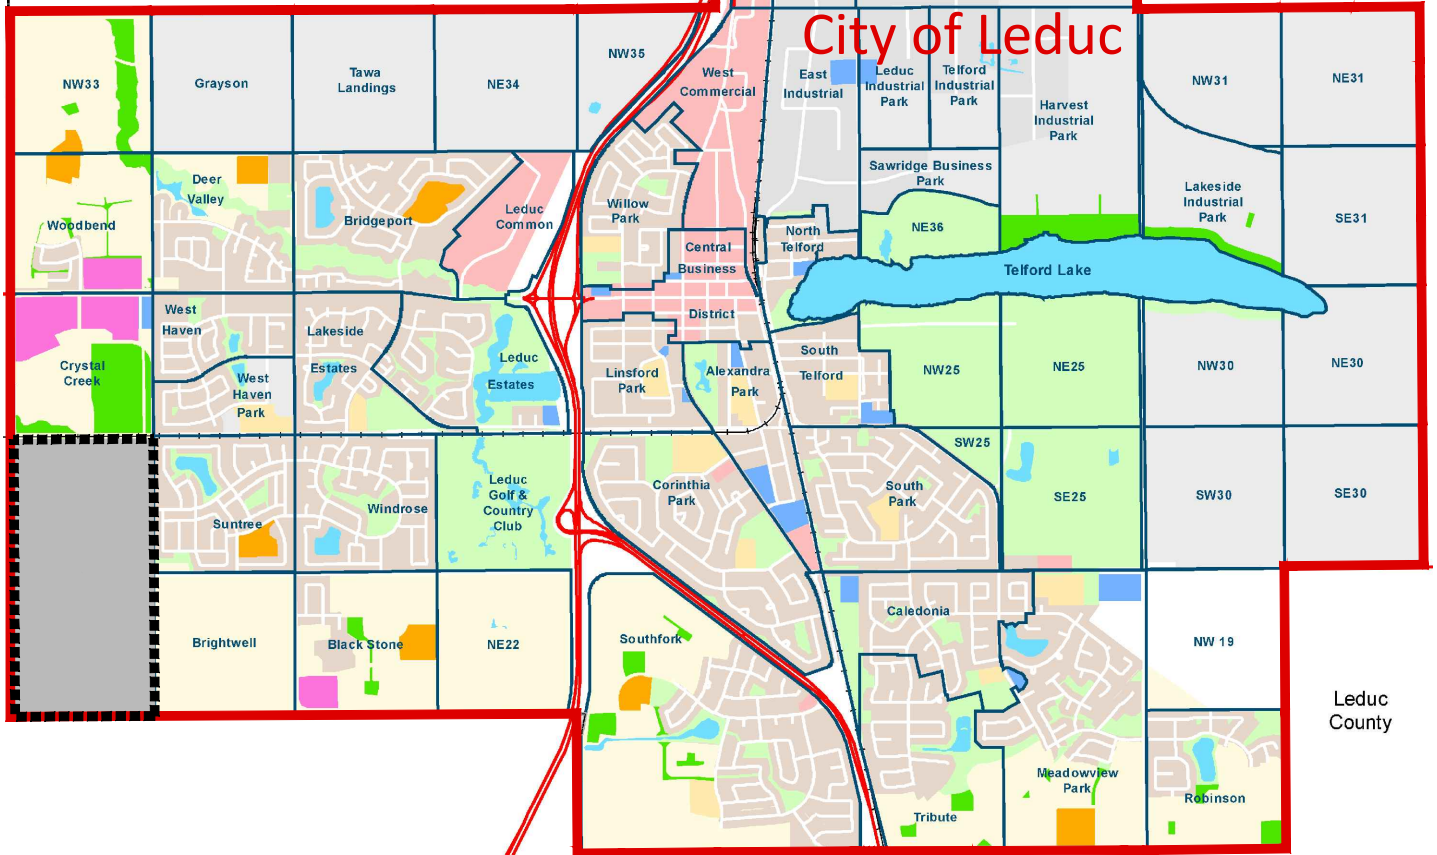 City of Leduc
NW33
Grayson
Tawa
Landings
NE34
NW35
West
Commercial
East
Industrial
Leduc
Industrial
Park
Telford
Industrial
Park
Harvest
Industrial
Park
NW31
NE31
Woodbend
Deer
Valley
Bridgeport
Leduc
Common
Willow
Park
Central
Business
District
North
Telford
Sawridge Business
Park
NE36
Telford Lake
Lakeside
Industrial
Park
SE31
Crystal
Creek
West
Haven
West
Haven
Park
Lakeside
Estates
Leduc
Estates
Linsford
Park
Alexandra
Park
South
Telford
NW25
NE25
NW30
NE30
Suntree
Windrose
Leduc
Golf &
Country
Club
Corinthia
Park
South
Park
SW25
SE25
SW30
SE30
Brightwell
Black Stone
NE22
Southfork
Caledonia
NW 19
Leduc
County
Tribute
Meadowview
Park
Robinson